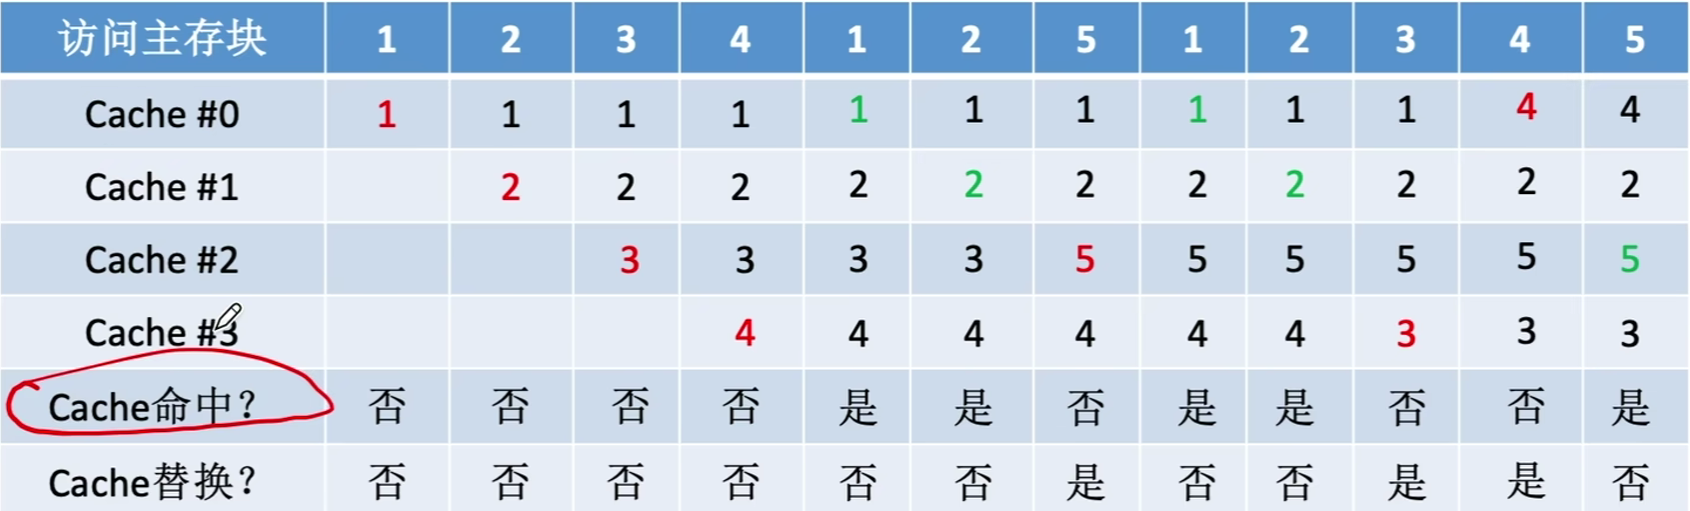 访问主存块 1 2 3 4 1 2 5 1 2 3 4 5
Cache #0 1 1 1 1 1 1 1 1 1 1 4 4
Cache #1 2 2 2 2 2 2 2 2 2 2 2
Cache #2 3 3 3 3 5 5 5 5 5 5
Cache #3 4 4 4 4 4 4 3 3 3
Cache命中? 否 否 否 否 是 是 否 是 是 否 否 是
Cache替换? 否 否 否 否 否 否 是 否 否 是 是 否